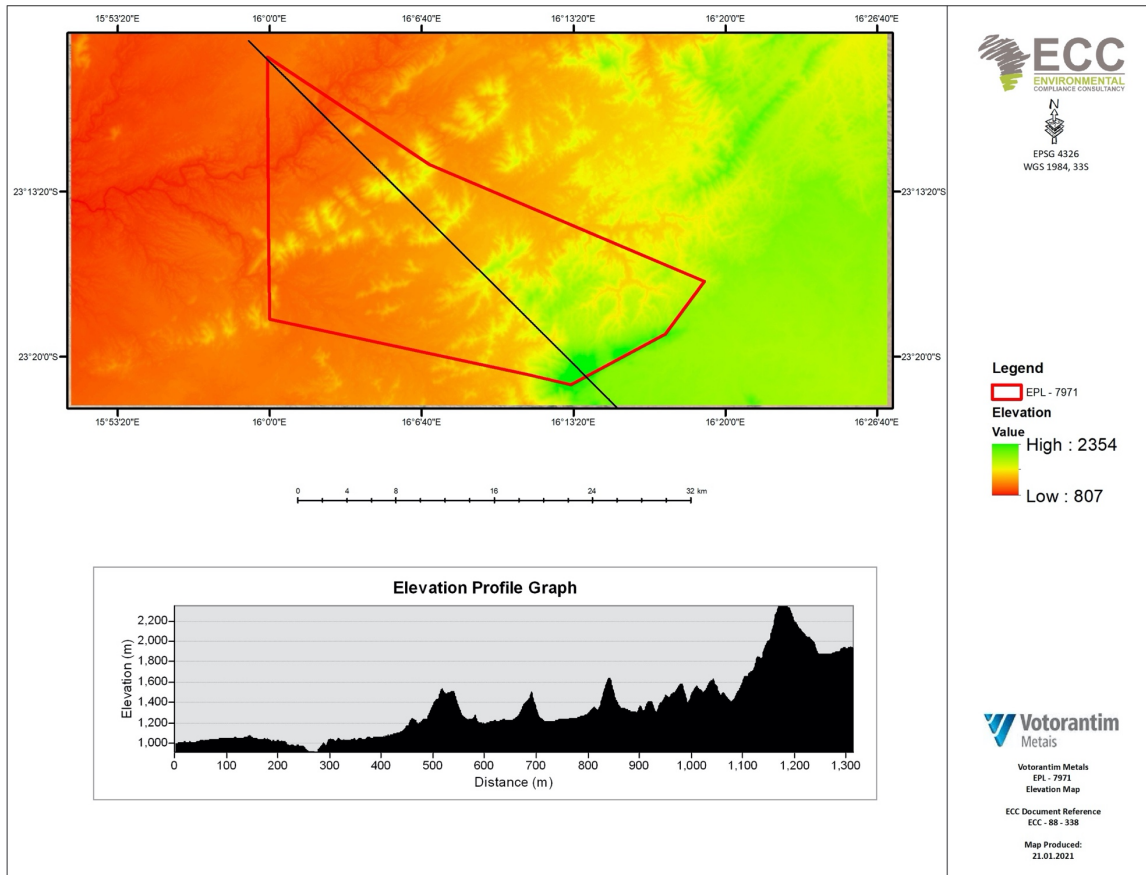 15°53'20"E 16°0'0"E 16°6'40"E 16°13'20"E 16°20'0"E 16°26'40"E
23°13'20"S 23°13'20"S
23°20'0"S 23°20'0"S
15°53'20"E 16°0'0"E 16°6'40"E 16°13'20"E 16°20'0"E 16°26'40"E
0 4 8 16 24 32 km
Elevation Profile Graph
Elevation (m)
2,200
2,000
1,800
1,600
1,400
1,200
1,000
0 100 200 300 400 500 600 700 800 900 1,000 1,100 1,200 1,300
Distance (m)
ECC
ENVIRONMENTAL
COMPLIANCE CONSULTANCY
N
EPSG 4326
WGS 1984, 33S
Legend
EPL - 7971
Elevation
Value
High : 2354
Low : 807
Votorantim
Metais
Votorantim Metals
EPL - 7971
Elevation Map
ECC Document Reference
ECC - 88 - 338
Map Produced:
21.01.2021